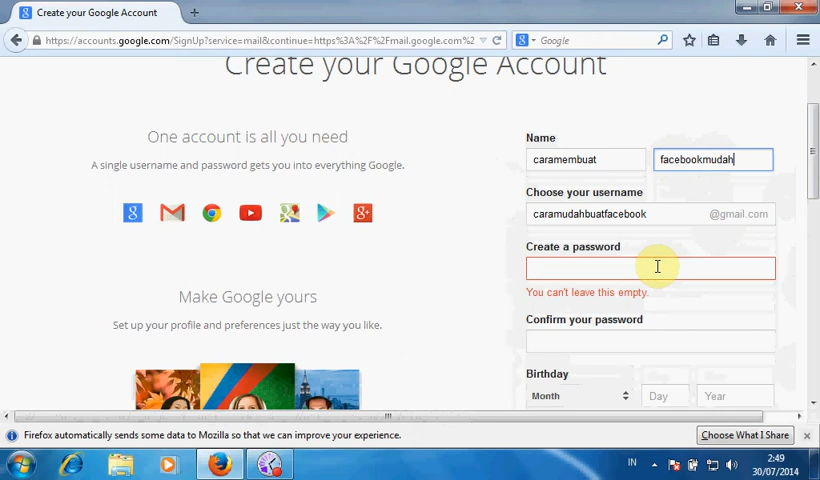 Create your Google Account
https://accounts.google.com/SignUp?service=mail&continue=https%3A%2F%2Fmail.google.com%2
Google
Create your Google Account
One account is all you need
A single username and password gets you into everything Google.
Make Google yours
Set up your profile and preferences just the way you like.
Name
caramembuat facebookmudah
Choose your username
caramudahbuatfacebook @gmail.com
Create a password
You can't leave this empty.
Confirm your password
Birthday
Month Day Year
Firefox automatically sends some data to Mozilla so that we can improve your experience. Choose What I Share
IN 2:49
30/07/2014